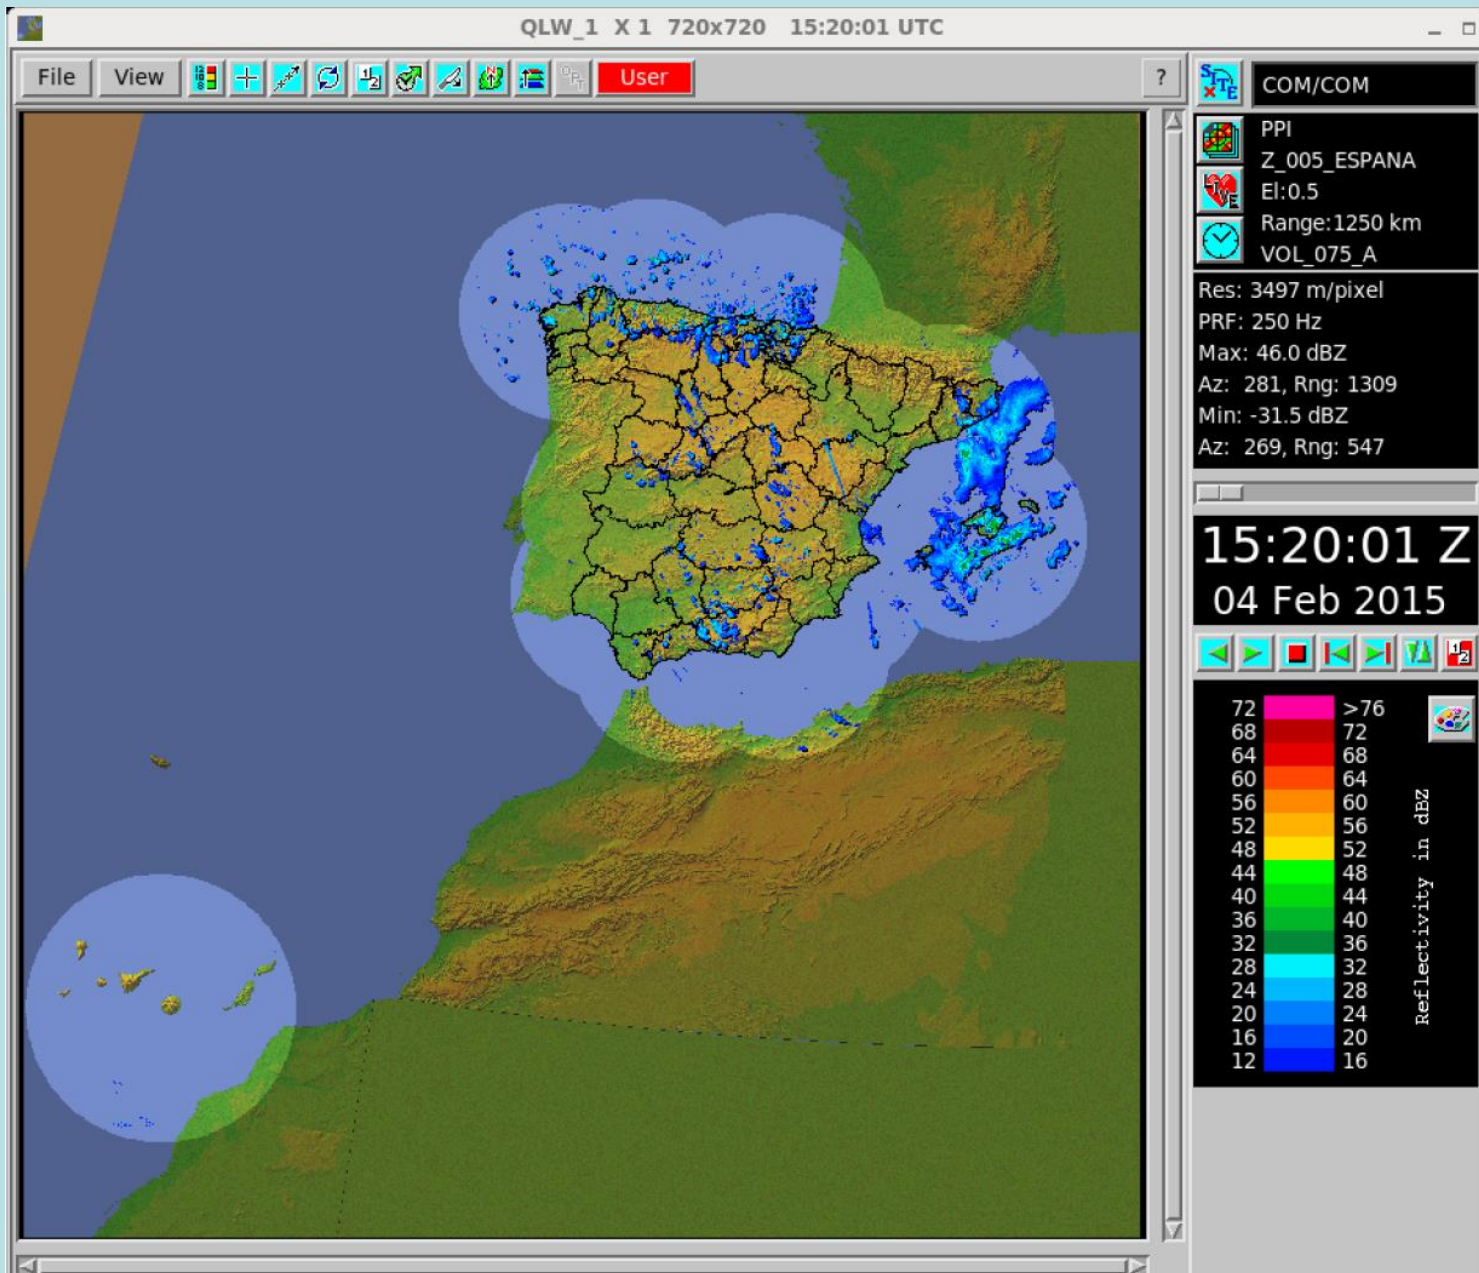 QLW_1 X 1 720x720 15:20:01 UTC
File View User ?
SITE COM/COM
PPI
Z_005_ESPANA
El:0.5
Range:1250 km
VOL_075_A
Res: 3497 m/pixel
PRF: 250 Hz
Max: 46.0 dBZ
Az: 281, Rng: 1309
Min: -31.5 dBZ
Az: 269, Rng: 547
15:20:01 Z
04 Feb 2015
72 >76
68 72
64 68
60 64
56 60
52 56
48 52
44 48
40 44
36 40
32 36
28 32
24 28
20 24
16 20
12 16
Reflectivity in dBZ